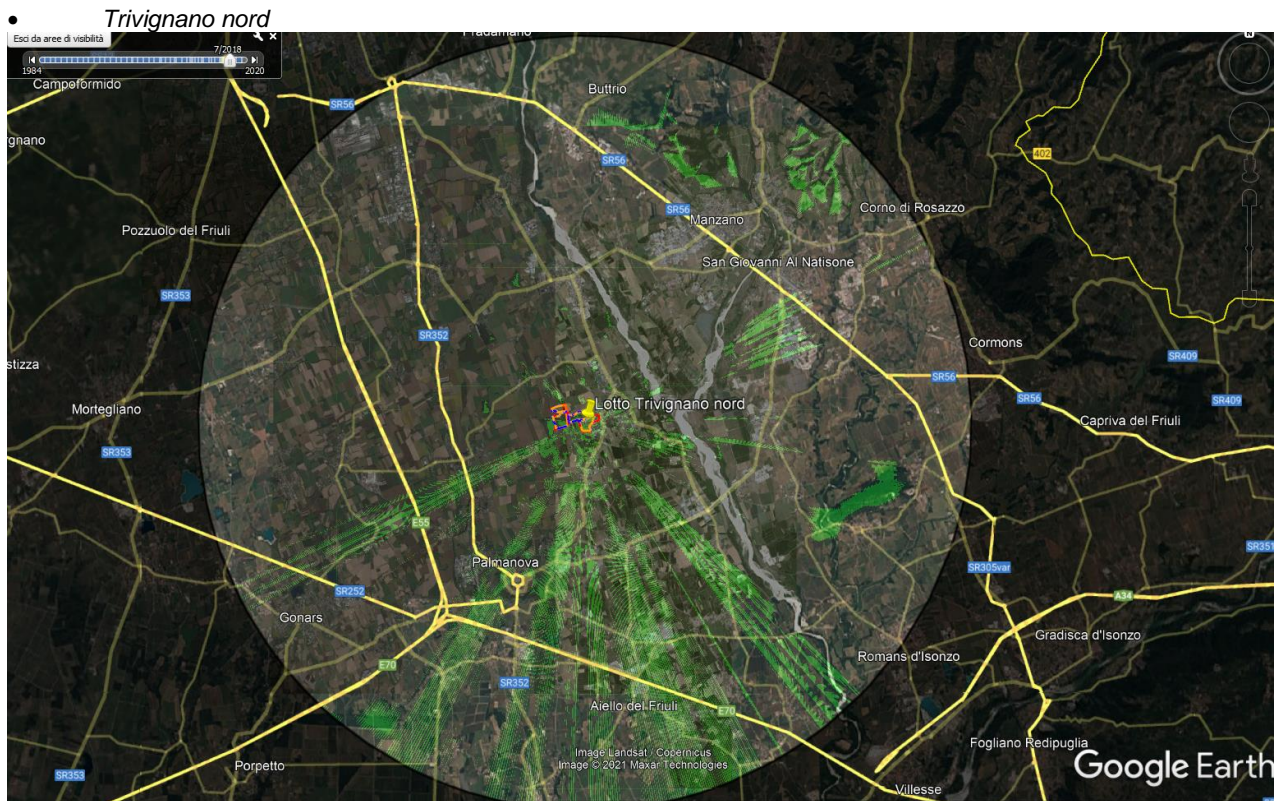 • Trivignano nord
Esci da aree di visibilità
7/2018
1984
2020
Pradamano
Campoformido
SR56
Buttrio
rgnano
SR56
402
SR56
Manzano
Corno di Rosazzo
Pozzuolo del Friuli
San Giovanni Al Natisone
SR353
SR352
Cormons
stizza
SR409
SR56
SR56
SR409
Mortegliano
Lotto Trivignano nord
Capriva del Friuli
SR353
E55
Palmanova
SR351
SR305var
SR252
A34
Gonars
Gradisca d'Isonzo
Romans d'Isonzo
E70
SR352
Aiello del Friuli
E70
Fogliano Redipuglia
Image Landsat / Copernicus
Image © 2021 Maxar Technologies
Google Earth
Porpetto
SR353
Villesse